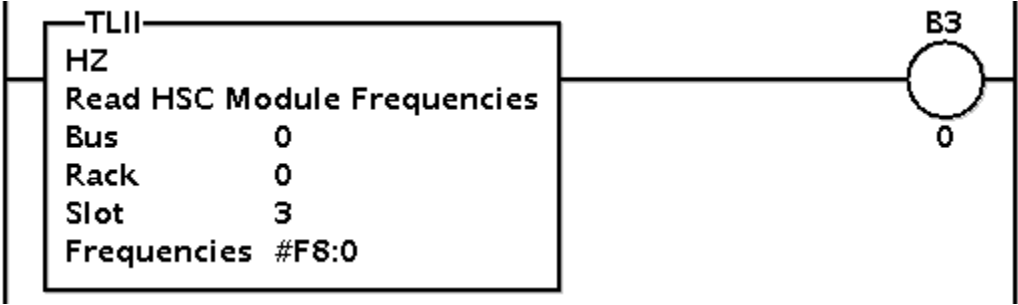 TLII
B3
HZ
Read HSC Module Frequencies
Bus 0
0
Rack 0
Slot 3
Frequencies #F8:0